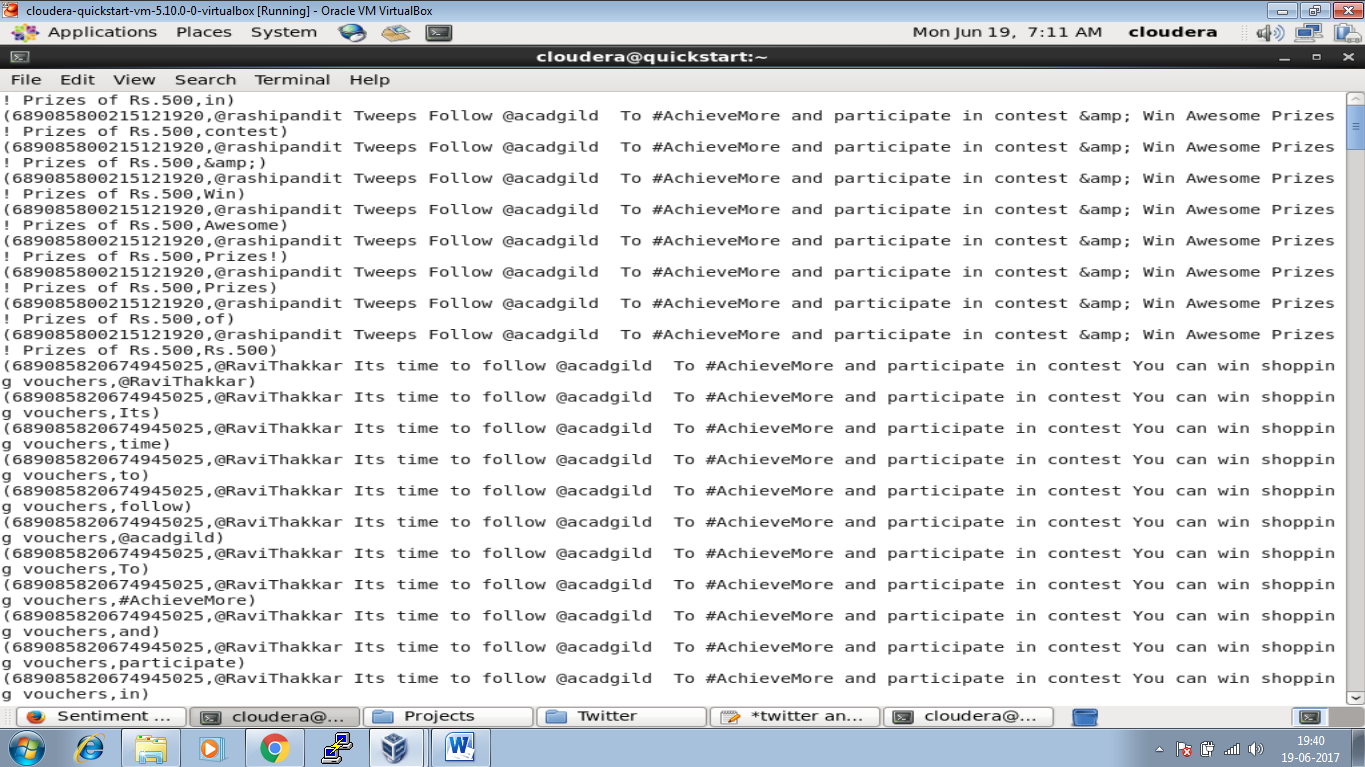 cloudera-quickstart-vm-5.10.0-0-virtualbox [Running] - Oracle VM VirtualBox
Applications Places System Mon Jun 19, 7:11 AM cloudera
cloudera@quickstart:~
File Edit View Search Terminal Help
! Prizes of Rs.500,in)
(689085800215121920,@rashipandit Tweeps Follow @acadgild  To #AchieveMore and participate in contest &amp; Win Awesome Prizes
! Prizes of Rs.500,contest)
(689085800215121920,@rashipandit Tweeps Follow @acadgild  To #AchieveMore and participate in contest &amp; Win Awesome Prizes
! Prizes of Rs.500,&amp;)
(689085800215121920,@rashipandit Tweeps Follow @acadgild  To #AchieveMore and participate in contest &amp; Win Awesome Prizes
! Prizes of Rs.500,Win)
(689085800215121920,@rashipandit Tweeps Follow @acadgild  To #AchieveMore and participate in contest &amp; Win Awesome Prizes
! Prizes of Rs.500,Awesome)
(689085800215121920,@rashipandit Tweeps Follow @acadgild  To #AchieveMore and participate in contest &amp; Win Awesome Prizes
! Prizes of Rs.500,Prizes!)
(689085800215121920,@rashipandit Tweeps Follow @acadgild  To #AchieveMore and participate in contest &amp; Win Awesome Prizes
! Prizes of Rs.500,Prizes)
(689085800215121920,@rashipandit Tweeps Follow @acadgild  To #AchieveMore and participate in contest &amp; Win Awesome Prizes
! Prizes of Rs.500,of)
(689085800215121920,@rashipandit Tweeps Follow @acadgild  To #AchieveMore and participate in contest &amp; Win Awesome Prizes
! Prizes of Rs.500,Rs.500)
(689085820674945025,@RaviThakkar Its time to follow @acadgild  To #AchieveMore and participate in contest You can win shoppin
g vouchers,@RaviThakkar)
(689085820674945025,@RaviThakkar Its time to follow @acadgild  To #AchieveMore and participate in contest You can win shoppin
g vouchers,Its)
(689085820674945025,@RaviThakkar Its time to follow @acadgild  To #AchieveMore and participate in contest You can win shoppin
g vouchers,time)
(689085820674945025,@RaviThakkar Its time to follow @acadgild  To #AchieveMore and participate in contest You can win shoppin
g vouchers,to)
(689085820674945025,@RaviThakkar Its time to follow @acadgild  To #AchieveMore and participate in contest You can win shoppin
g vouchers,follow)
(689085820674945025,@RaviThakkar Its time to follow @acadgild  To #AchieveMore and participate in contest You can win shoppin
g vouchers,@acadgild)
(689085820674945025,@RaviThakkar Its time to follow @acadgild  To #AchieveMore and participate in contest You can win shoppin
g vouchers,To)
(689085820674945025,@RaviThakkar Its time to follow @acadgild  To #AchieveMore and participate in contest You can win shoppin
g vouchers,#AchieveMore)
(689085820674945025,@RaviThakkar Its time to follow @acadgild  To #AchieveMore and participate in contest You can win shoppin
g vouchers,and)
(689085820674945025,@RaviThakkar Its time to follow @acadgild  To #AchieveMore and participate in contest You can win shoppin
g vouchers,participate)
(689085820674945025,@RaviThakkar Its time to follow @acadgild  To #AchieveMore and participate in contest You can win shoppin
g vouchers,in)
Sentiment ... cloudera@... Projects Twitter *twitter an... cloudera@...
19:40
19-06-2017